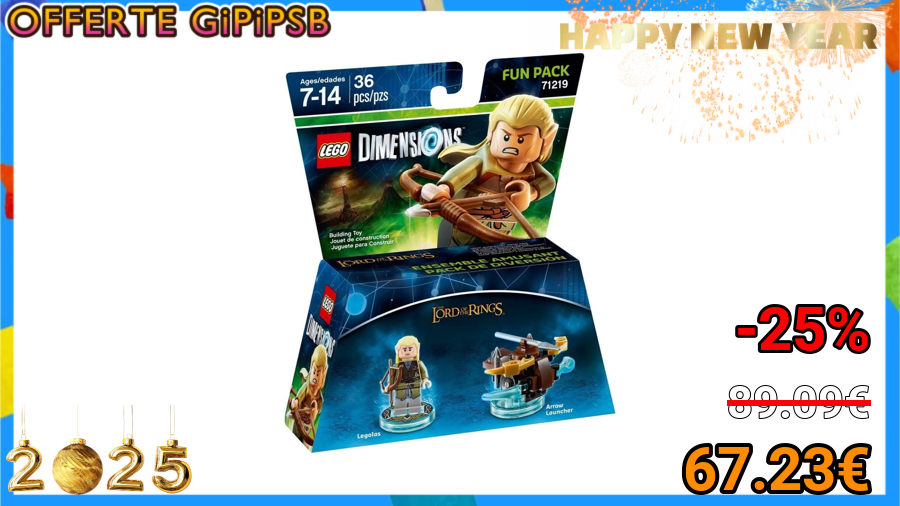 OFFERTE GiPiPSB
HAPPY NEW YEAR
Ages/edades
7-14
36
pcs/pzs
FUN PACK
71219
LEGO DIMENSIONS
Building Toy
Jouet de construction
Juguete para Construir
LORD OF THE RINGS
ENSEMBLE AMUSANT
PACK DE DIVERSIÓN
LEGO
DIMENSIONS
THE LORD OF THE RINGS
Legolas
Arrow
Launcher
-25%
89.09€
67.23€
2025